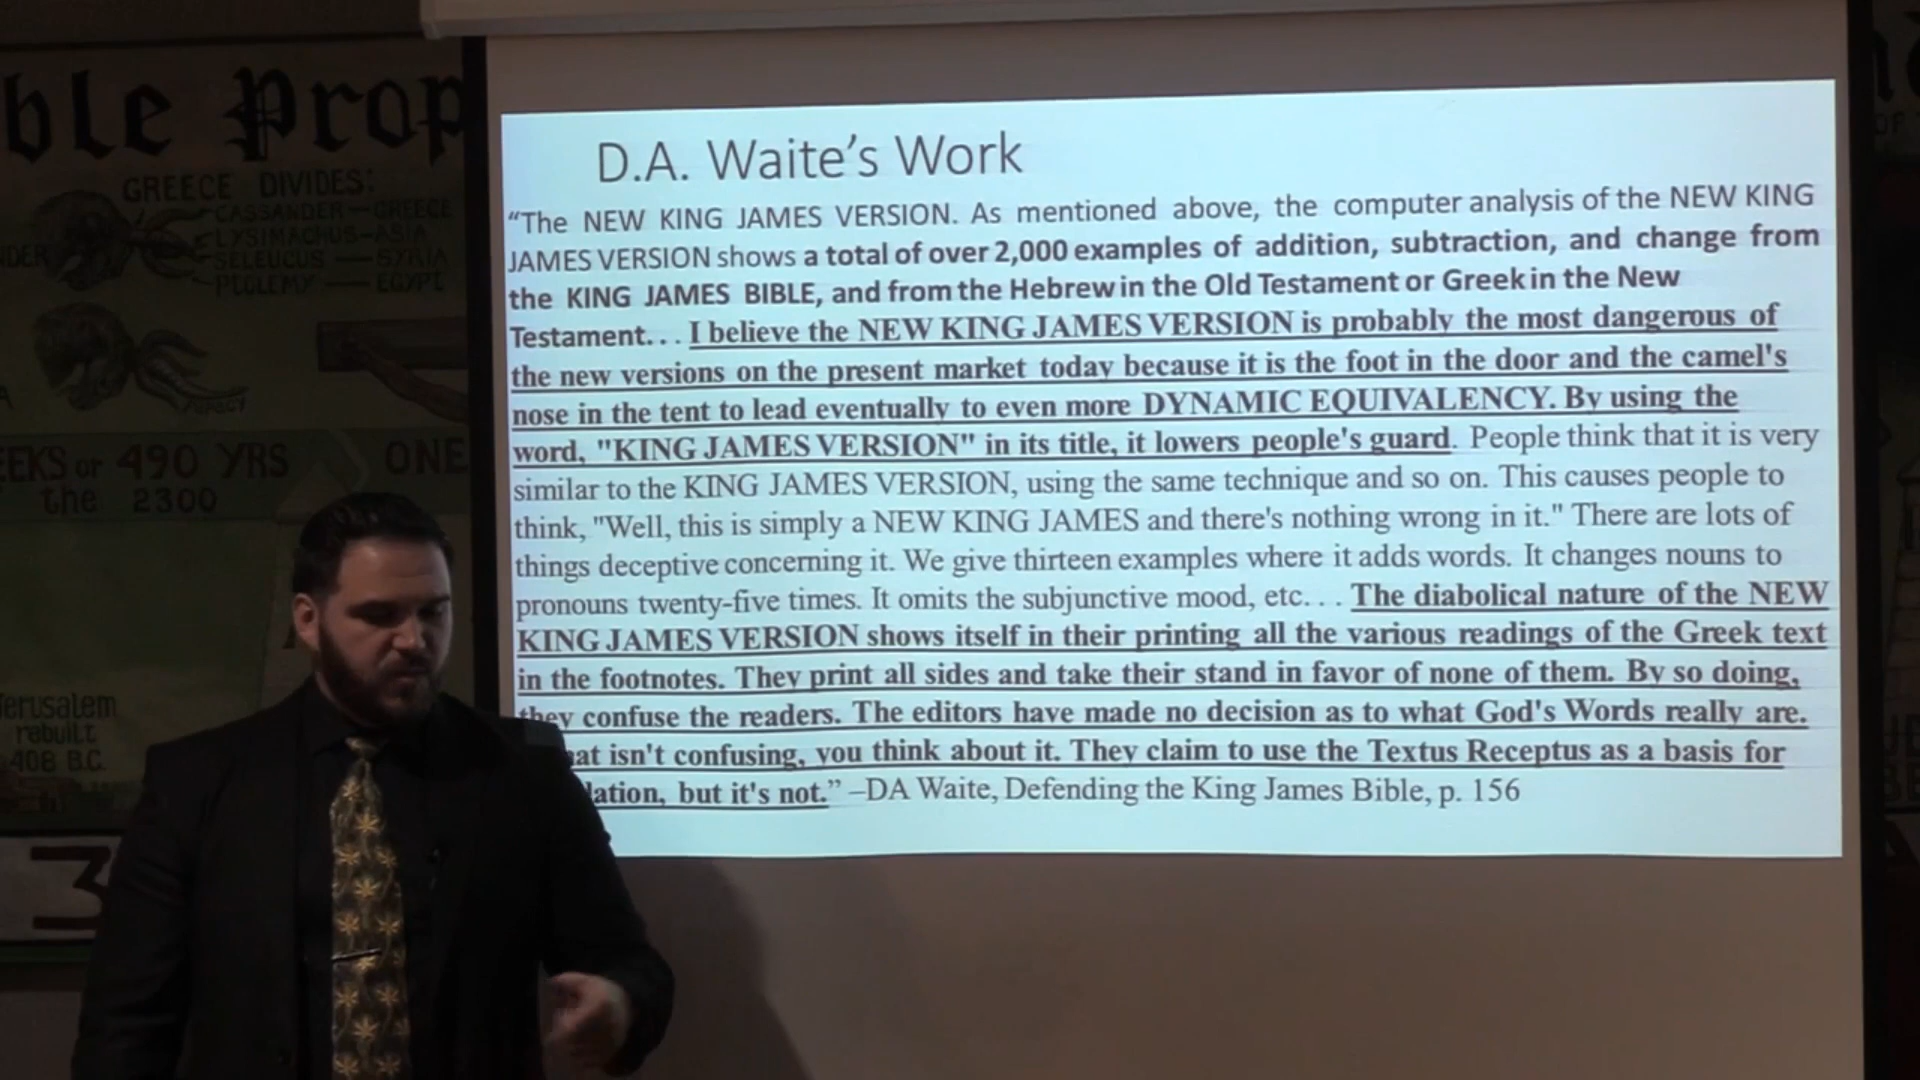 ble Prop
GREECE DIVIDES:
CASSANDER—GREECE
LYSIMACHUS-ASIA
SELEUCUS — SYRIA
PTOLEMY — EGYPT
PAPACY
490 YRS
ONE
the 2300
Jerusalem
rebuilt
408 B.C.
3
D.A. Waite’s Work
“The NEW KING JAMES VERSION. As mentioned above, the computer analysis of the NEW KING
JAMES VERSION shows a total of over 2,000 examples of addition, subtraction, and change from
the KING JAMES BIBLE, and from the Hebrew in the Old Testament or Greek in the New
Testament. . . I believe the NEW KING JAMES VERSION is probably the most dangerous of
the new versions on the present market today because it is the foot in the door and the camel's
nose in the tent to lead eventually to even more DYNAMIC EQUIVALENCY. By using the
word, "KING JAMES VERSION" in its title, it lowers people's guard. People think that it is very
similar to the KING JAMES VERSION, using the same technique and so on. This causes people to
think, "Well, this is simply a NEW KING JAMES and there's nothing wrong in it." There are lots of
things deceptive concerning it. We give thirteen examples where it adds words. It changes nouns to
pronouns twenty-five times. It omits the subjunctive mood, etc. . . The diabolical nature of the NEW
KING JAMES VERSION shows itself in their printing all the various readings of the Greek text
in the footnotes. They print all sides and take their stand in favor of none of them. By so doing,
they confuse the readers. The editors have made no decision as to what God's Words really are.
at isn't confusing, you think about it. They claim to use the Textus Receptus as a basis for
lation, but it's not.” –DA Waite, Defending the King James Bible, p. 156